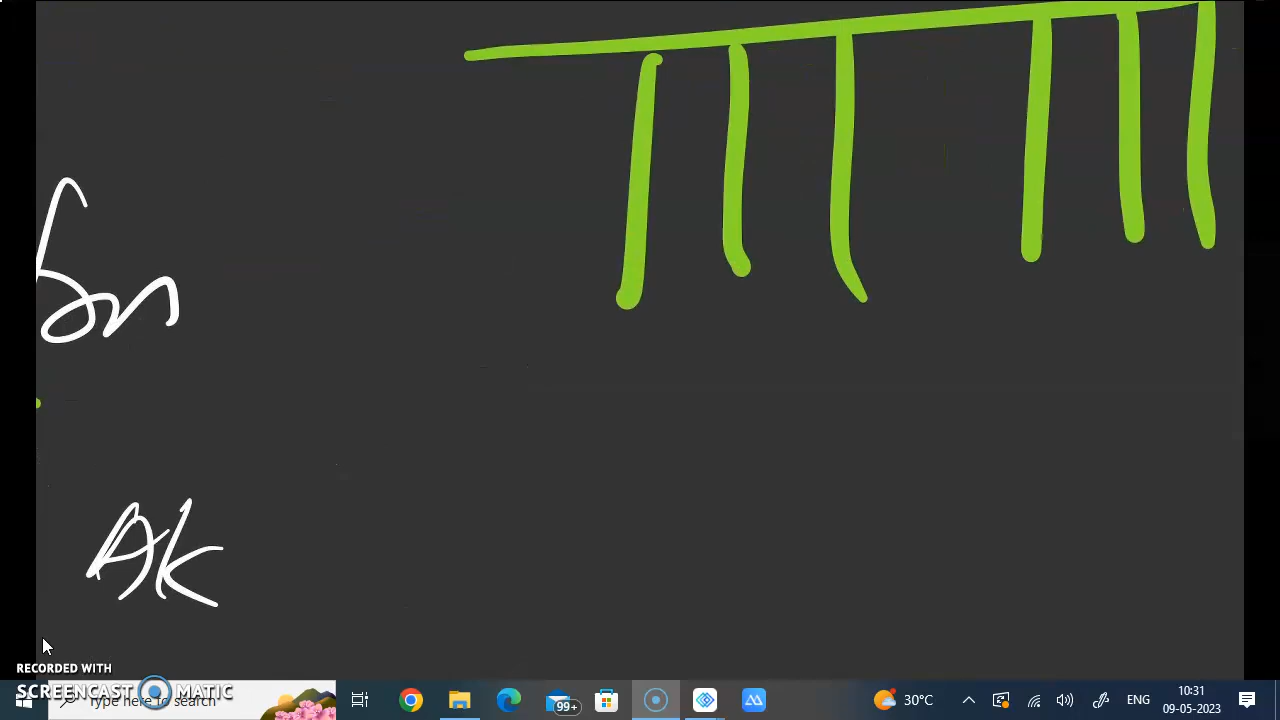 Sn
AK
RECORDED WITH
SCREENCAST MATIC
Type here to search
99+
30°C
ENG
10:31
09-05-2023